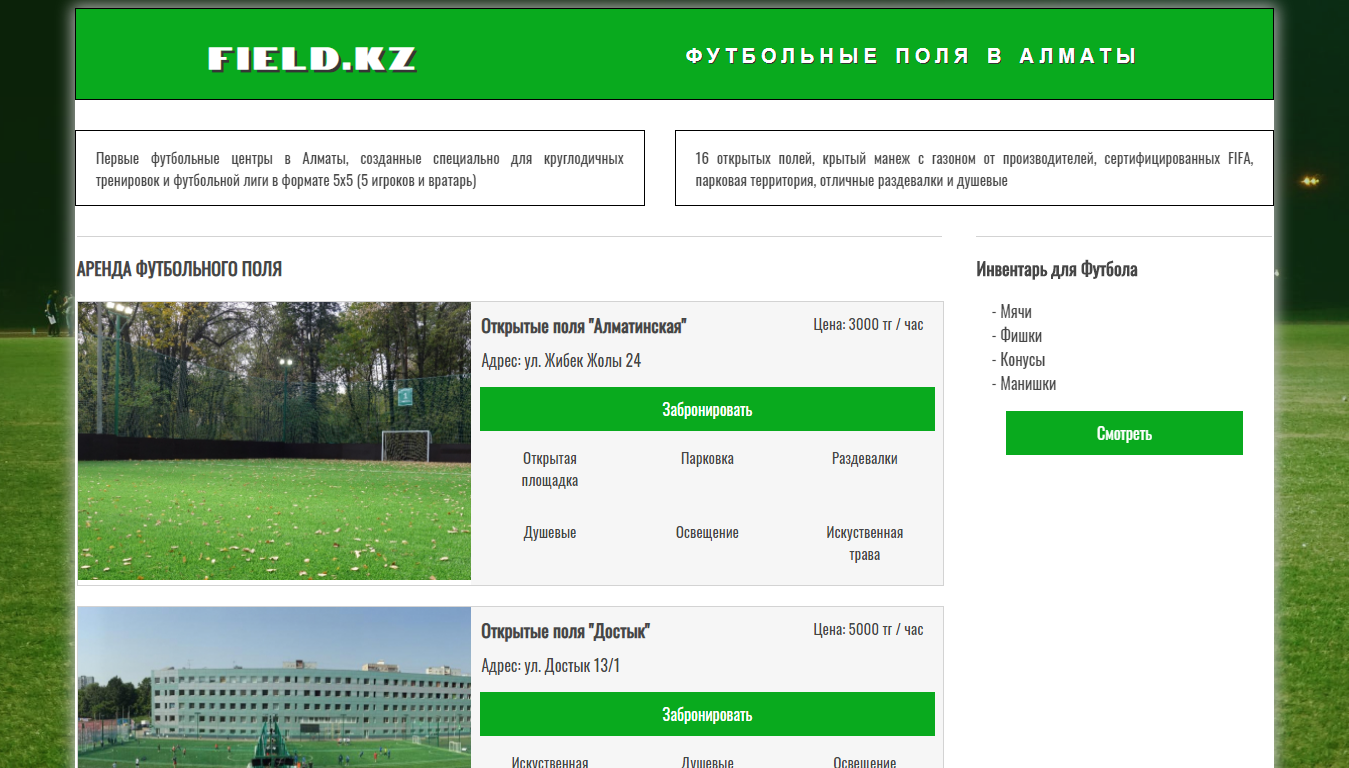 FIELD.KZ
ФУТБОЛЬНЫЕ ПОЛЯ В АЛМАТЫ
Первые футбольные центры в Алматы, созданные специально для круглодичных
тренировок и футбольной лиги в формате 5x5 (5 игроков и вратарь)
16 открытых полей, крытый манеж с газоном от производителей, сертифицированных FIFA,
парковая территория, отличные раздевалки и душевые
АРЕНДА ФУТБОЛЬНОГО ПОЛЯ
1
Открытые поля "Алматинская"
Цена: 3000 тг / час
Адрес: ул. Жибек Жолы 24
Забронировать
Открытая
площадка
Парковка
Раздевалки
Душевые
Освещение
Искуственная
трава
Открытые поля "Достык"
Цена: 5000 тг / час
Адрес: ул. Достык 13/1
Забронировать
Искуственная
Душевые
Освещение
Инвентарь для Футбола
- Мячи
- Фишки
- Конусы
- Манишки
Смотреть